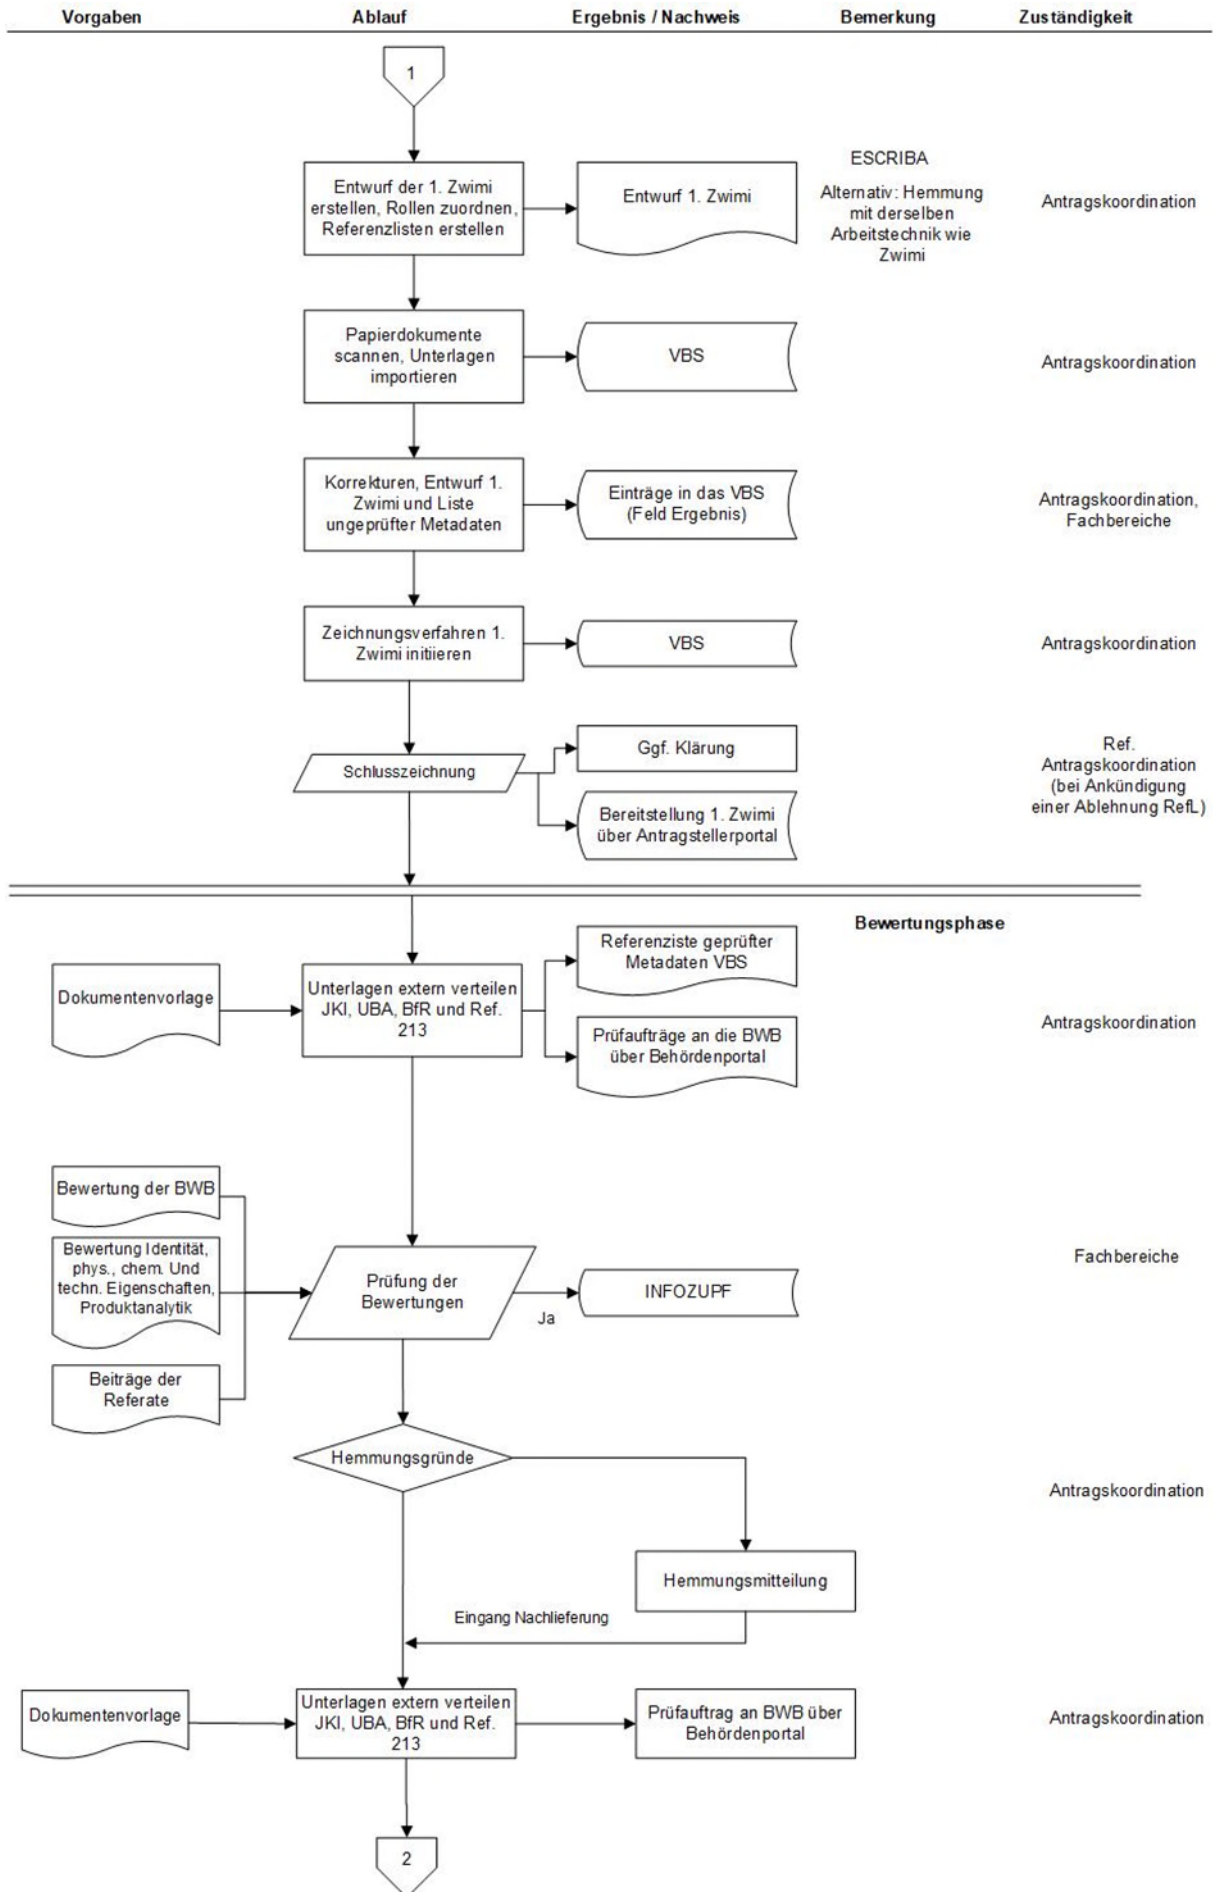 Vorgaben
Ablauf
Ergebnis / Nachweis
Bemerkung
Zuständigkeit
1
Entwurf der 1. Zwimi
erstellen, Rollen zuordnen,
Referenzlisten erstellen
Entwurf 1. Zwimi
ESCRIBA
Alternativ: Hemmung
mit derselben
Arbeitstechnik wie
Zwimi
Antragskoordination
Papierdokumente
scannen, Unterlagen
importieren
VBS
Antragskoordination
Korrekturen, Entwurf 1.
Zwimi und Liste
ungeprüfter Metadaten
Einträge in das VBS
(Feld Ergebnis)
Antragskoordination,
Fachbereiche
Zeichnungsverfahren 1.
Zwimi initiieren
VBS
Antragskoordination
Schlusszeichnung
Ggf. Klärung
Bereitstellung 1. Zwimi
über Antragstellerportal
Ref.
Antragskoordination
(bei Ankündigung
einer Ablehnung RefL)
Bewertungsphase
Dokumentenvorlage
Unterlagen extern verteilen
JKI, UBA, BfR und Ref.
213
Referenziste geprüfter
Metadaten VBS
Prüfaufträge an die BWB
über Behördenportal
Antragskoordination
Bewertung der BWB
Bewertung Identität,
phys., chem. Und
techn. Eigenschaften,
Produktanalytik
Beiträge der
Referate
Prüfung der
Bewertungen
Ja
INFOZUPF
Fachbereiche
Hemmungsgründe
Antragskoordination
Hemmungsmitteilung
Eingang Nachlieferung
Dokumentenvorlage
Unterlagen extern verteilen
JKI, UBA, BfR und Ref.
213
Prüfauftrag an BWB über
Behördenportal
Antragskoordination
2